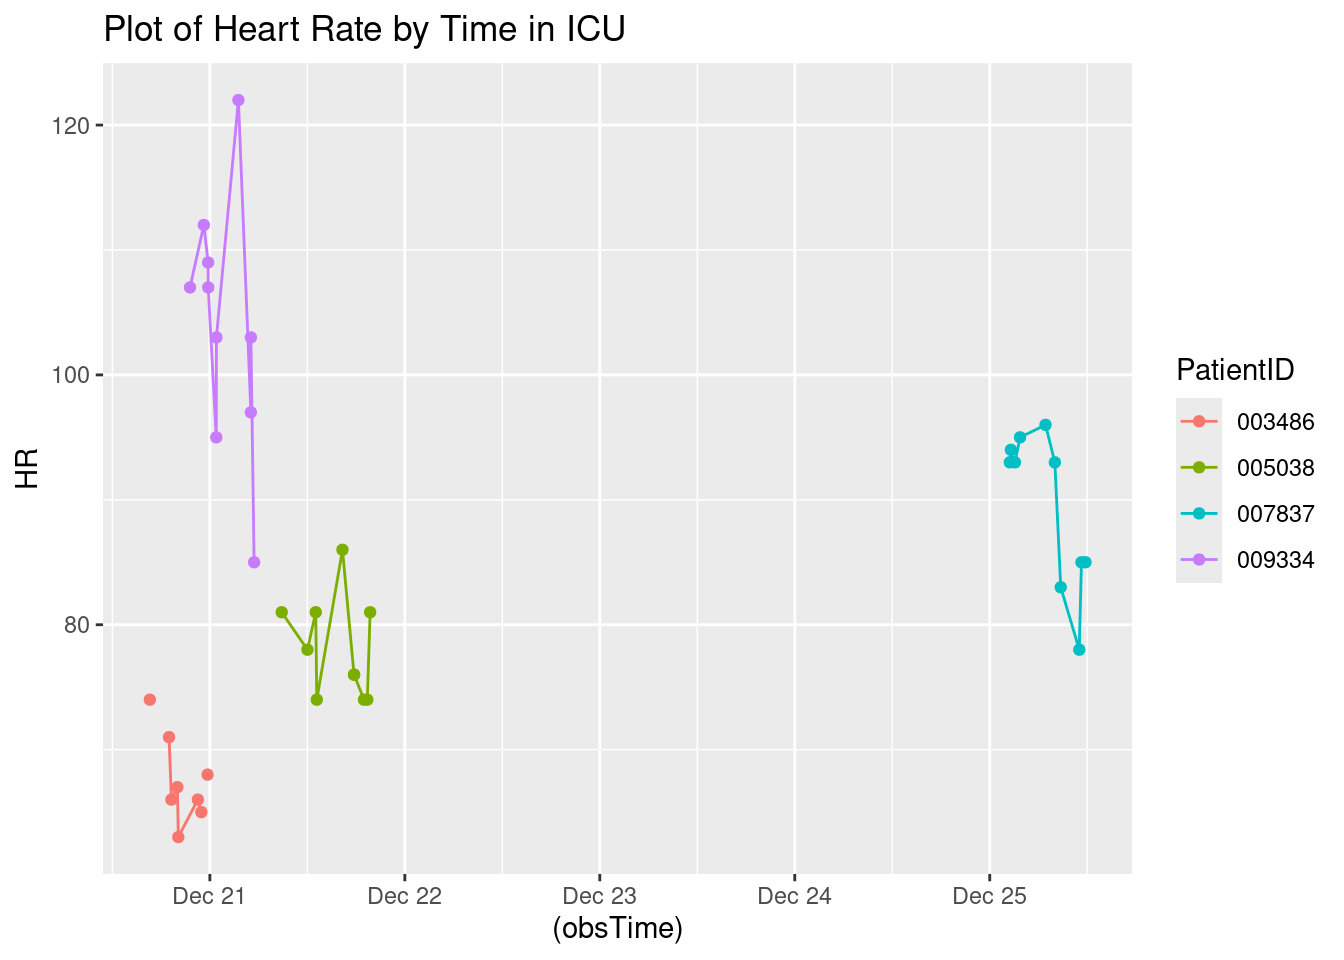 Plot of Heart Rate by Time in ICU
120
100
80
HR
Dec 21 Dec 22 Dec 23 Dec 24 Dec 25
(obsTime)
PatientID
003486
005038
007837
009334